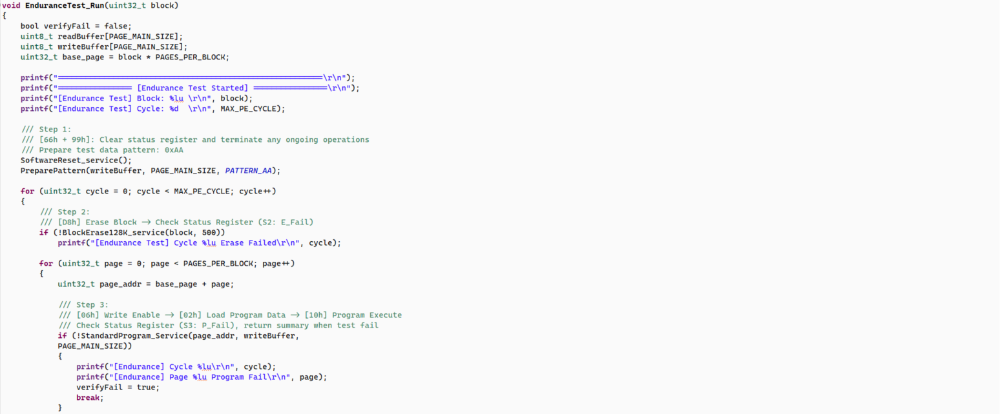 void EnduranceTest_Run(uint32_t block)
{
    bool verifyFail = false;
    uint8_t readBuffer[PAGE_MAIN_SIZE];
    uint8_t writeBuffer[PAGE_MAIN_SIZE];
    uint32_t base_page = block * PAGES_PER_BLOCK;

    printf("=========================================================\r\n");
    printf("================ [Endurance Test Started] ================\r\n");
    printf("[Endurance Test] Block: %lu \r\n", block);
    printf("[Endurance Test] Cycle: %d  \r\n", MAX_PE_CYCLE);

    /// Step 1:
    /// [66h + 99h]: Clear status register and terminate any ongoing operations
    /// Prepare test data pattern: 0xAA
    SoftwareReset_service();
    PreparePattern(writeBuffer, PAGE_MAIN_SIZE, PATTERN_AA);

    for (uint32_t cycle = 0; cycle < MAX_PE_CYCLE; cycle++)
    {
        /// Step 2:
        /// [D8h] Erase Block -> Check Status Register (S2: E_Fail)
        if (!BlockErase128K_service(block, 500))
            printf("[Endurance Test] Cycle %lu Erase Failed\r\n", cycle);

        for (uint32_t page = 0; page < PAGES_PER_BLOCK; page++)
        {
            uint32_t page_addr = base_page + page;

            /// Step 3:
            /// [06h] Write Enable -> [02h] Load Program Data -> [10h] Program Execute
            /// Check Status Register (S3: P_Fail), return summary when test fail
            if (!StandardProgram_Service(page_addr, writeBuffer,
            PAGE_MAIN_SIZE))
            {
                printf("[Endurance] Cycle %lu\r\n", cycle);
                printf("[Endurance] Page %lu Program Fail\r\n", page);
                verifyFail = true;
                break;
            }